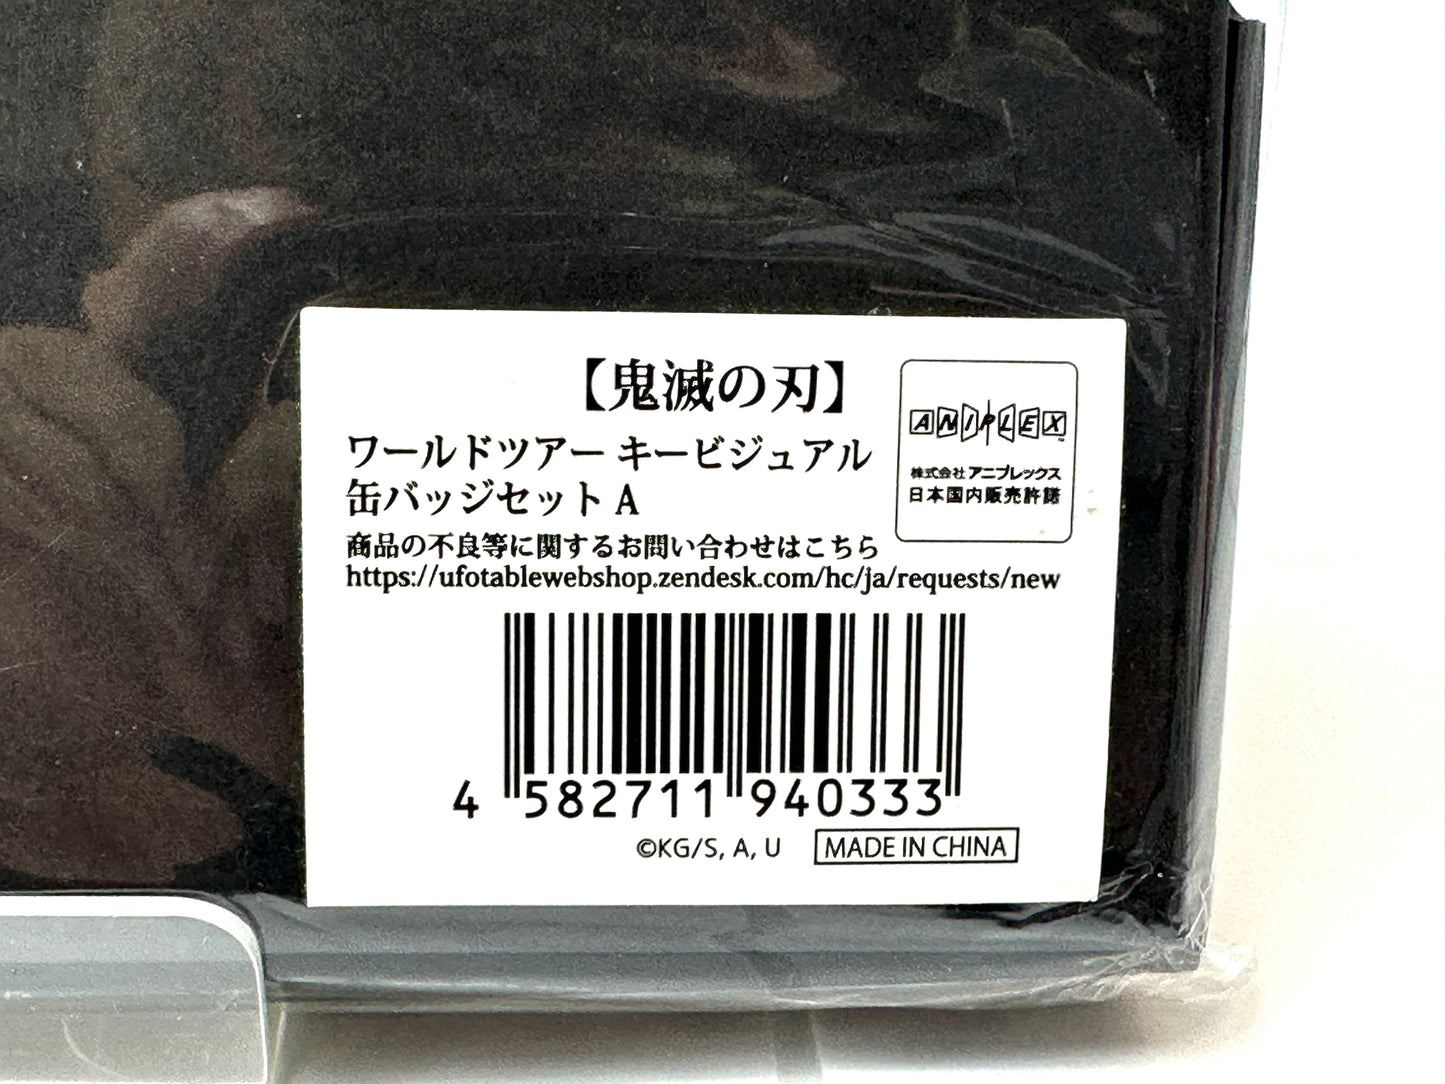 【鬼滅の刃】
ワールドツアー キービジュアル
缶バッジセット A
ANIPLEX
株式会社アニプレックス
日本国内販売許諾
商品の不良等に関するお問い合わせはこちら
https://ufotablewebshop.zendesk.com/hc/ja/requests/new
4 582711 940333
©KG/S, A, U MADE IN CHINA